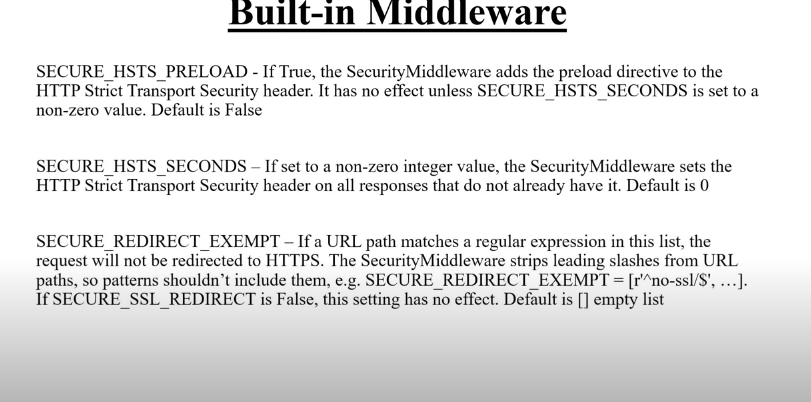 Built-in Middleware
SECURE_HSTS_PRELOAD - If True, the SecurityMiddleware adds the preload directive to the
HTTP Strict Transport Security header. It has no effect unless SECURE_HSTS_SECONDS is set to a
non-zero value. Default is False
SECURE_HSTS_SECONDS – If set to a non-zero integer value, the SecurityMiddleware sets the
HTTP Strict Transport Security header on all responses that do not already have it. Default is 0
SECURE_REDIRECT_EXEMPT – If a URL path matches a regular expression in this list, the
request will not be redirected to HTTPS. The SecurityMiddleware strips leading slashes from URL
paths, so patterns shouldn’t include them, e.g. SECURE_REDIRECT_EXEMPT = [r'^no-ssl/$', …].
If SECURE_SSL_REDIRECT is False, this setting has no effect. Default is [] empty list